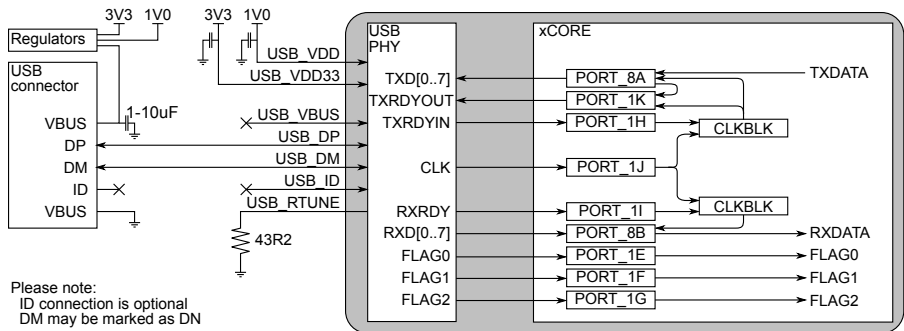 3V3 1V0
Regulators
USB
connector
VBUS
DP
DM
ID
VBUS
1-10uF
3V3 1V0
USB_VDD
USB_VDD33
USB_VBUS
USB_DP
USB_DM
USB_ID
USB_RTUNE
43R2
USB
PHY
TXD[0..7]
TXRDYOUT
TXRDYIN
CLK
RXRDY
RXD[0..7]
FLAG0
FLAG1
FLAG2
xCORE
PORT_8A
PORT_1K
PORT_1H
PORT_1J
PORT_1I
PORT_8B
PORT_1E
PORT_1F
PORT_1G
CLKBLK
CLKBLK
TXDATA
RXDATA
FLAG0
FLAG1
FLAG2
Please note:
ID connection is optional
DM may be marked as DN